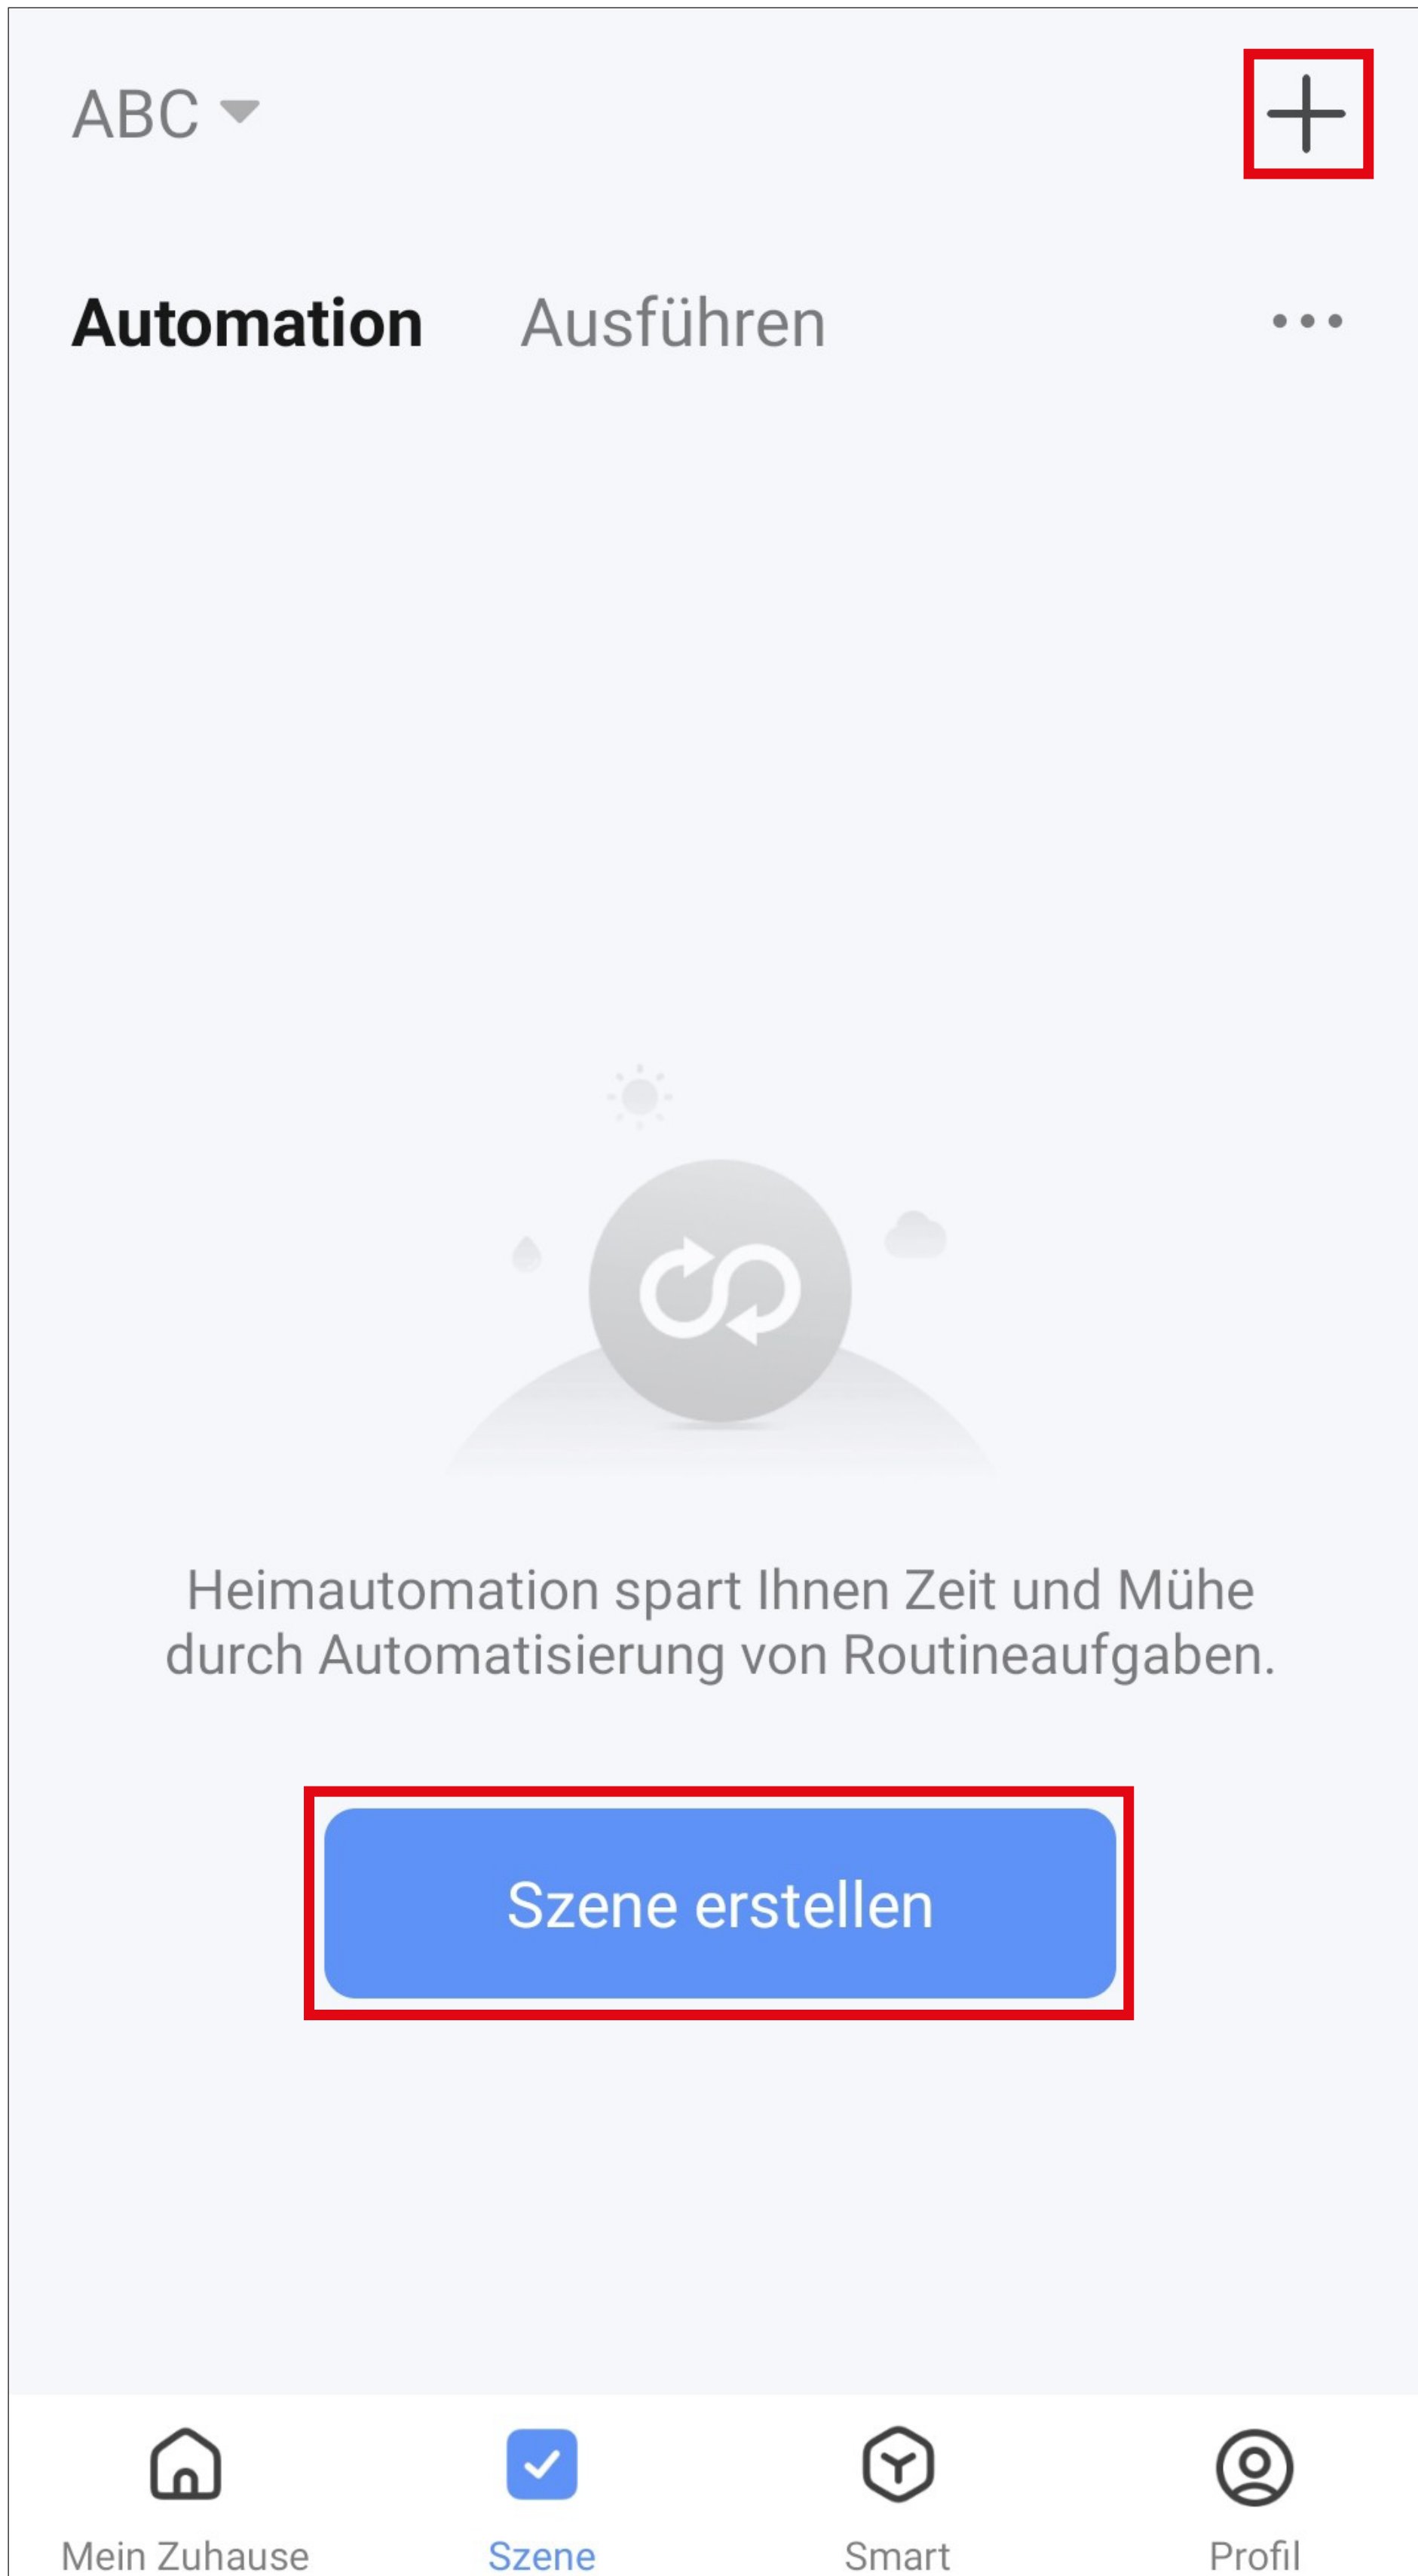 ABC
Automation Ausführen
Heimautomation spart Ihnen Zeit und Mühe
durch Automatisierung von Routineaufgaben.
Szene erstellen
Mein Zuhause Szene Smart Profil